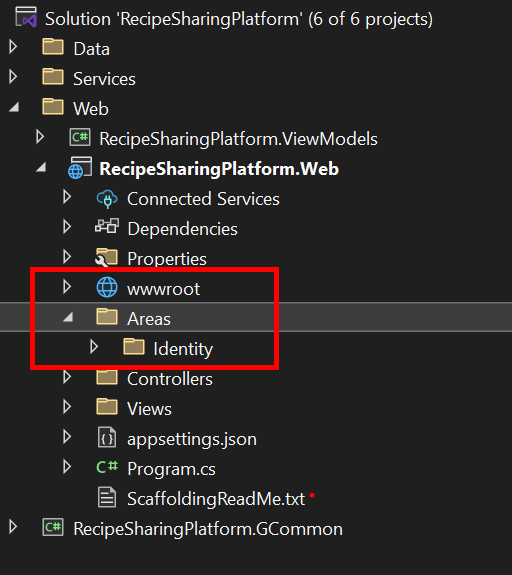 Solution 'RecipeSharingPlatform' (6 of 6 projects)
Data
Services
Web
C# RecipeSharingPlatform.ViewModels
RecipeSharingPlatform.Web
Connected Services
Dependencies
Properties
wwwroot
Areas
Identity
Controllers
Views
appsettings.json
C# Program.cs
ScaffoldingReadMe.txt
C# RecipeSharingPlatform.GCommon